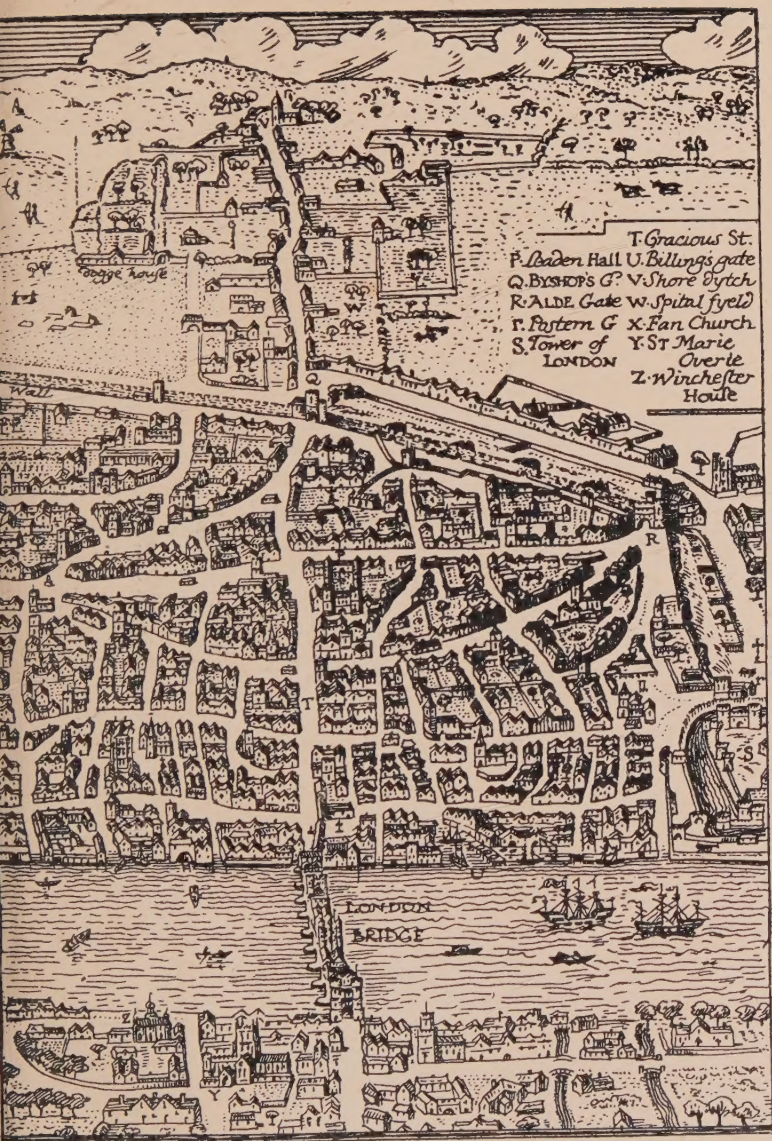 T. Gracious St.
P. Leaden Hall U. Billings gate
Q. BYSHOP'S G? V. Shore dytch
R. ALDE Gate W. Spital fyeld
r. Postern G X. Fan Church
S. Tower of Y. ST Marie
LONDON Overie
Z. Winchester
House
Dogge house
W
Q
Wall
R
T
S
LONDON
BRIDGE
Z
Y